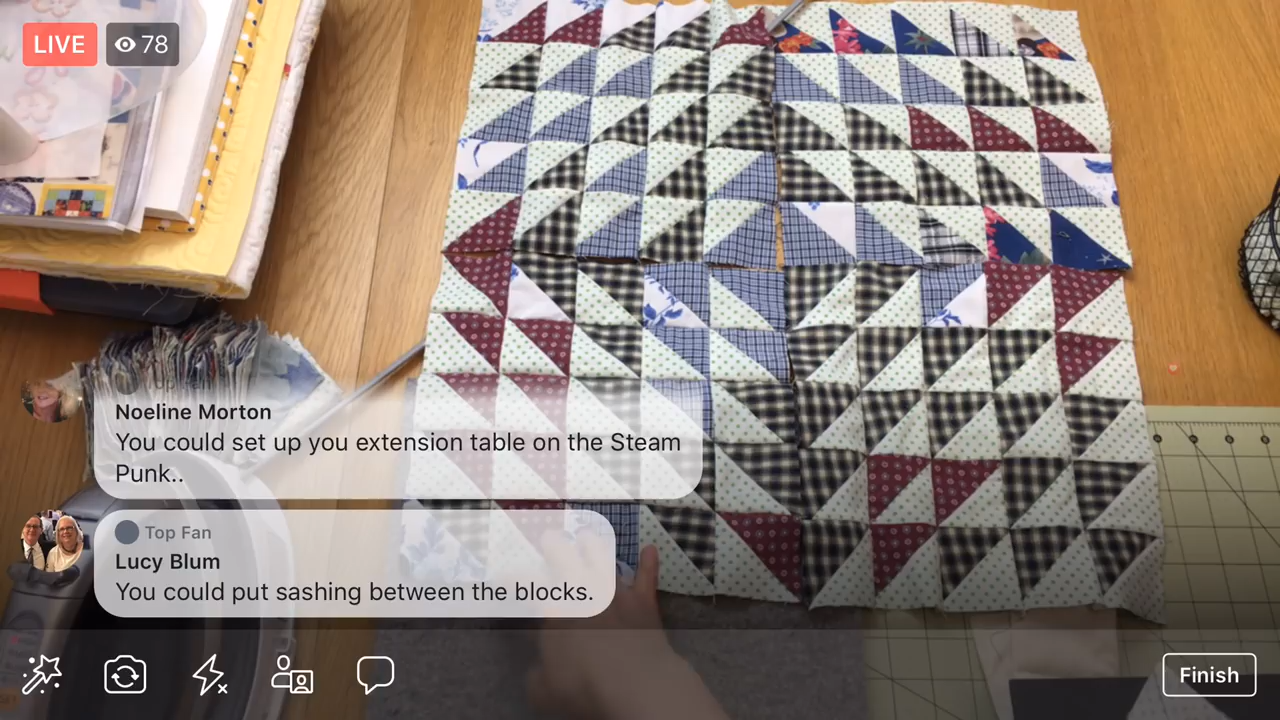 LIVE
78
Noeline Morton
You could set up you extension table on the Steam
Punk..
Top Fan
Lucy Blum
You could put sashing between the blocks.
Finish